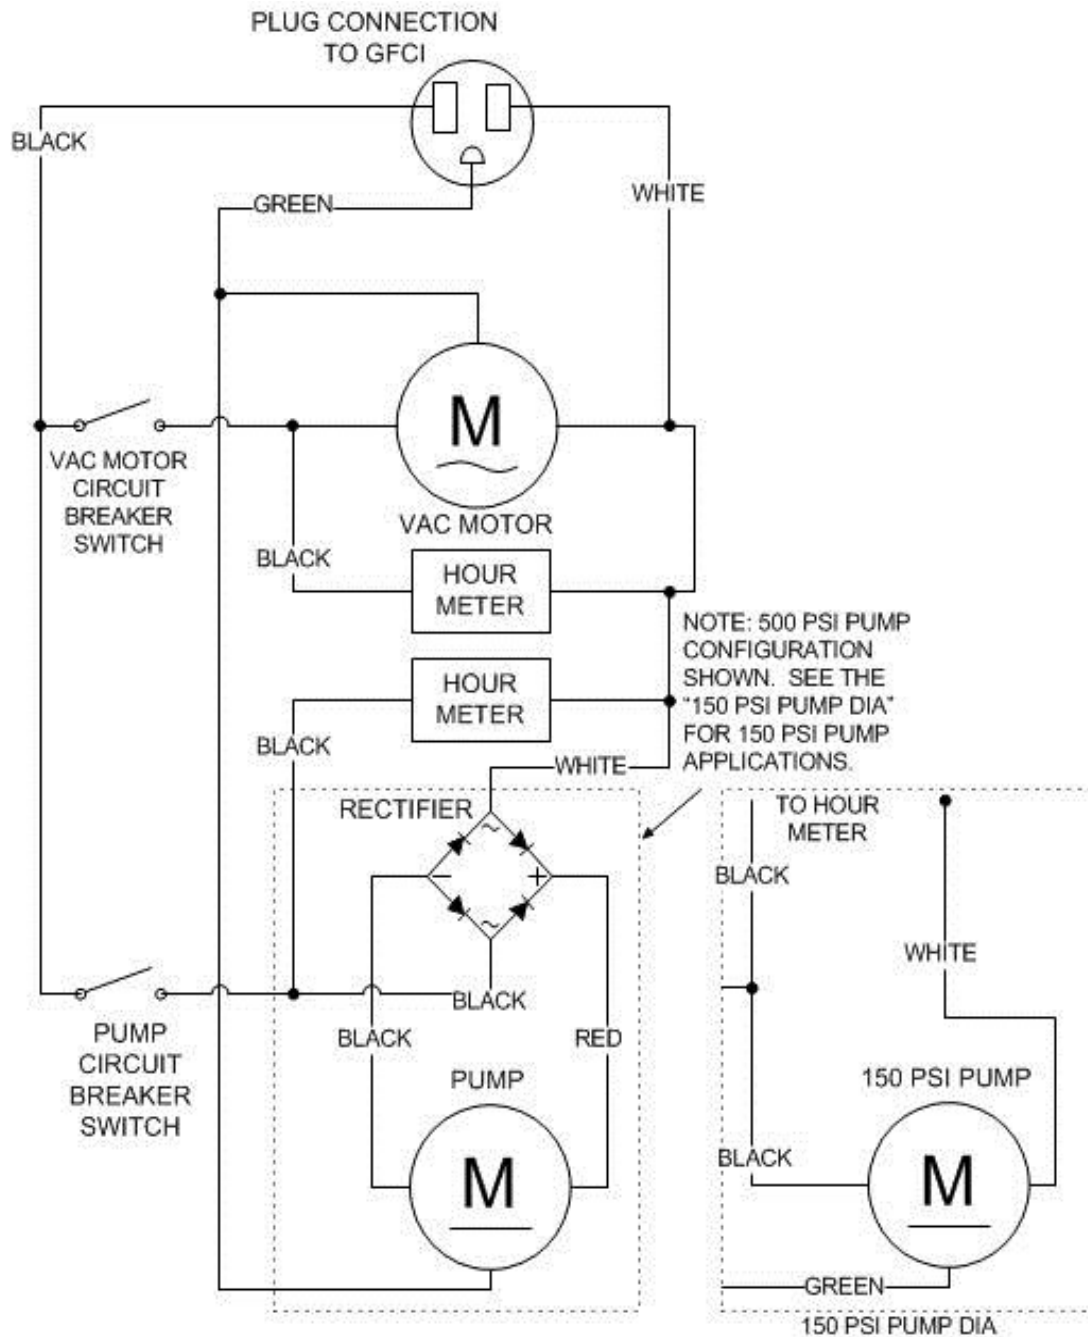 PLUG CONNECTION
TO GFCI
BLACK
WHITE
GREEN
M
VAC MOTOR
CIRCUIT
BREAKER
SWITCH
VAC MOTOR
BLACK
HOUR
METER
NOTE: 500 PSI PUMP
CONFIGURATION
SHOWN. SEE THE
"150 PSI PUMP DIA"
FOR 150 PSI PUMP
APPLICATIONS.
HOUR
METER
BLACK
WHITE
RECTIFIER
TO HOUR
METER
~
BLACK
− +
~
WHITE
BLACK
PUMP
CIRCUIT
BREAKER
SWITCH
BLACK
RED
PUMP
150 PSI PUMP
BLACK
M
M
GREEN
150 PSI PUMP DIA